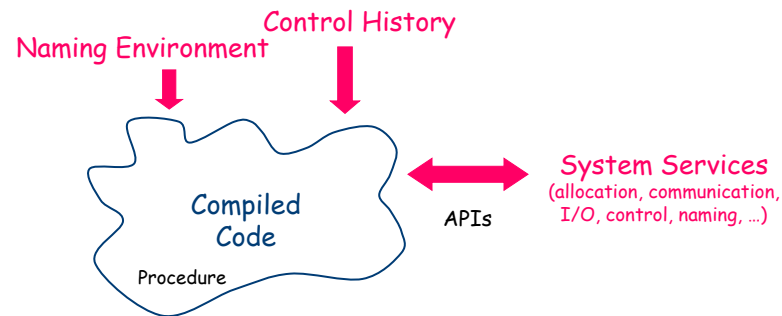 Control History
Naming Environment
System Services
(allocation, communication,
I/O, control, naming, ...)
APIs
Compiled
Code
Procedure